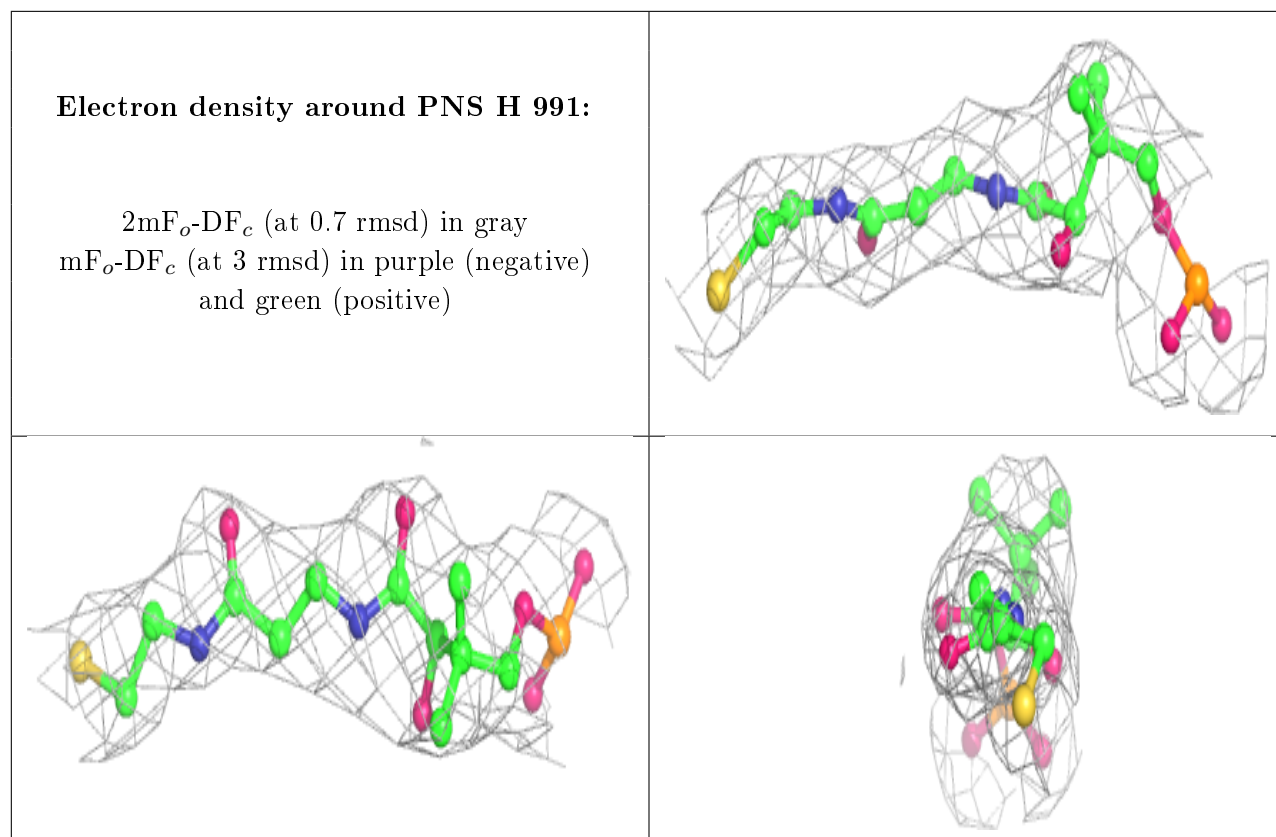 Electron density around PNS H 991:
2mFo-DFc (at 0.7 rmsd) in gray
mFo-DFc (at 3 rmsd) in purple (negative)
and green (positive)